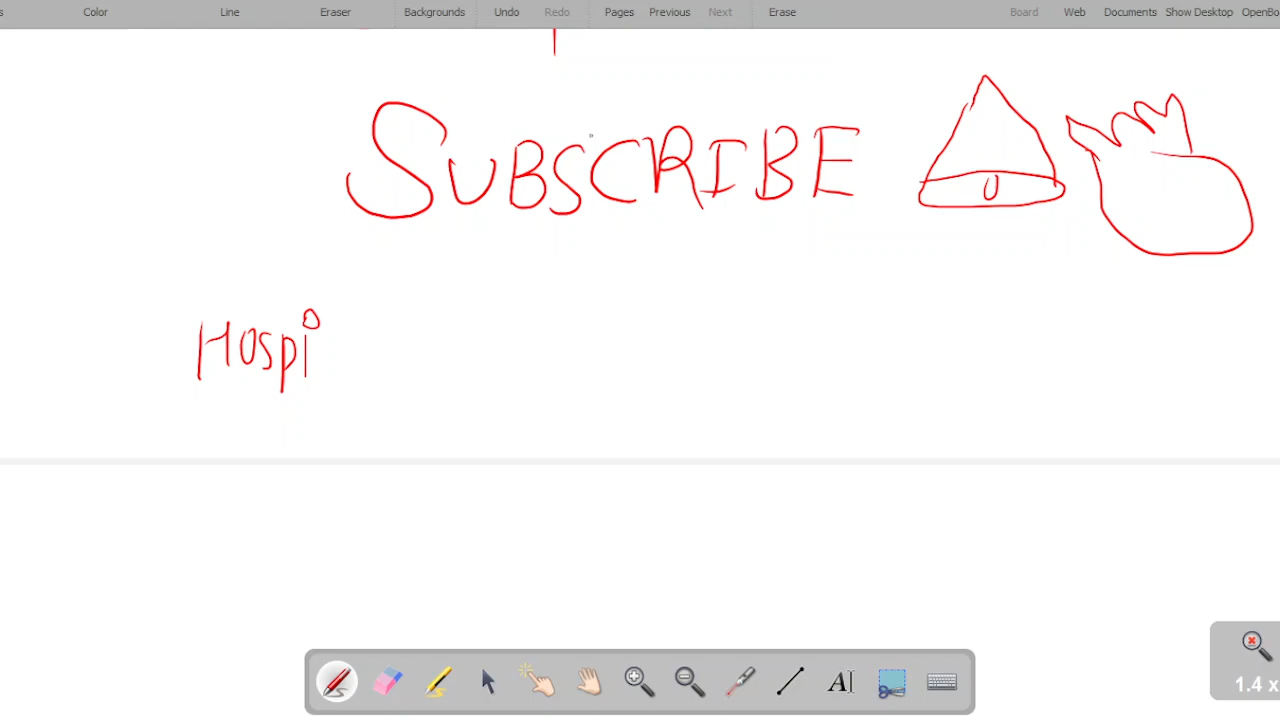 Color Line Eraser Backgrounds Undo Redo Pages Previous Next Erase Board Web Documents Show Desktop OpenBo
SUBSCRIBE
Hospi
1.4 x